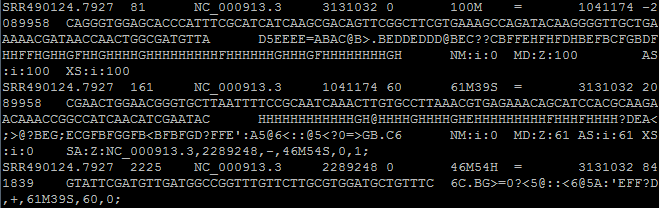 SRR490124.7927 81 NC_000913.3 3131032 0 100M = 1041174 -2
089958 CAGGGTGGAGCACCCATTTCGCATCATCAAGCGACAGTTCGGCTTCGTGAAAGCCAGATACAAGGGGTTGCTGA
AAAACGATAACCAACTGGCGATGTTA D5EEEE=ABAC@B>.BEDDEDDD@BEC??CBFFEHFHFDHBEFBCFGBDF
HHFFHGHHFGHHHHGHHHHHHHHHFHHHHHHGHHHGFHHHHHHHHGH NM:i:0 MD:Z:100 AS
:i:100 XS:i:100
SRR490124.7927 161 NC_000913.3 1041174 60 61M39S = 3131032 20
89958 CGAACTGGAACGGGTGCTTAATTTTCCGCAATCAAACTTGTGCCTTAAACGTGAGAAACAGCATCCACGCAAGA
ACAAACCGGCCATCAACATCGAATAC HHHHHHHHHHHHGH@HHHHGHHHHGHEHHHHHHHHFHHHFHHHH?DEA<
;>@?BEG;ECGFBFGGFB<BFBFGD?FFE':A5@6<::@5<?0=>GB.C6 NM:i:0 MD:Z:61 AS:i:61 XS
:i:0 SA:Z:NC_000913.3,2289248,-,46M54S,0,1;
SRR490124.7927 2225 NC_000913.3 2289248 0 46M54H = 3131032 84
1839 GTATTCGATGTTGATGGCCGGTTTGTTCTTGCGTGGATGCTGTTTC 6C.BG>=0?<5@::<6@5A:'EFF?D
,+,61M39S,60,0;